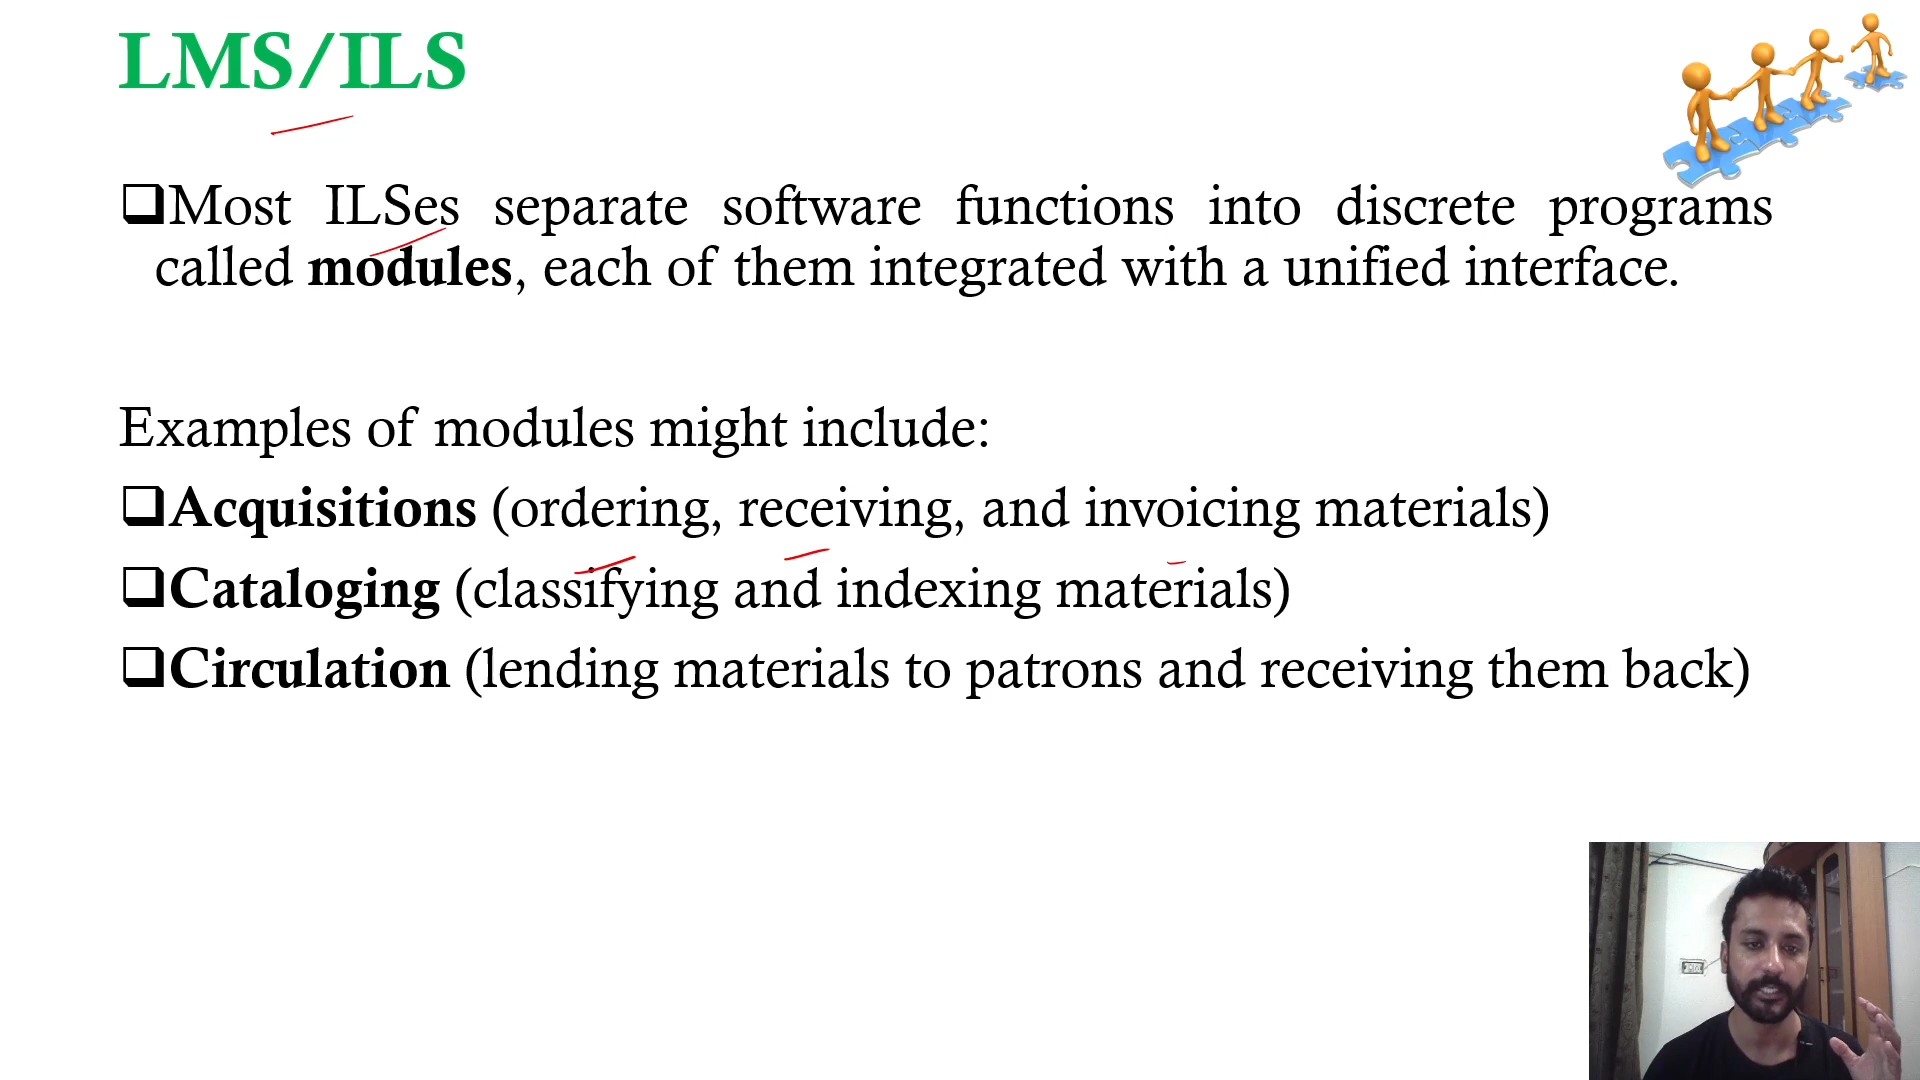 LMS/ILS
❑Most ILSes separate software functions into discrete programs
called modules, each of them integrated with a unified interface.
Examples of modules might include:
❑Acquisitions (ordering, receiving, and invoicing materials)
❑Cataloging (classifying and indexing materials)
❑Circulation (lending materials to patrons and receiving them back)